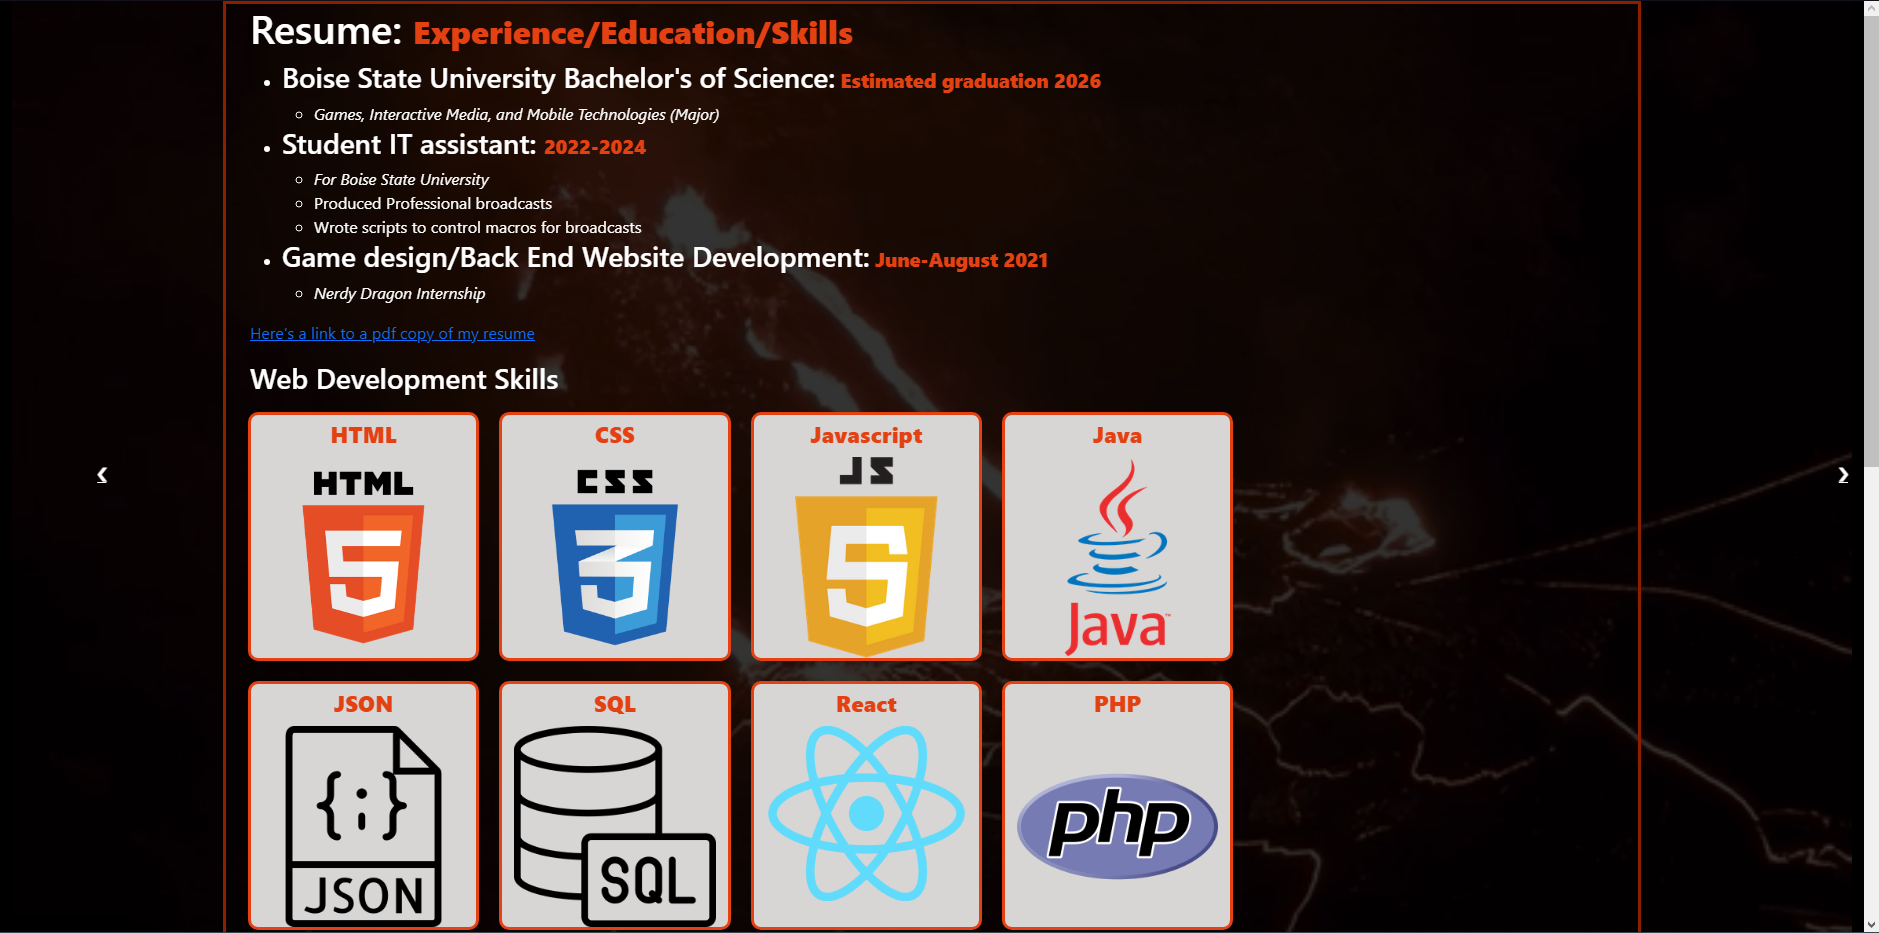 Resume: Experience/Education/Skills
Boise State University Bachelor's of Science: Estimated graduation 2026
Games, Interactive Media, and Mobile Technologies (Major)
Student IT assistant: 2022-2024
For Boise State University
Produced Professional broadcasts
Wrote scripts to control macros for broadcasts
Game design/Back End Website Development: June-August 2021
Nerdy Dragon Internship
Here's a link to a pdf copy of my resume
Web Development Skills
HTML
HTML
5
CSS
CSS
3
Javascript
JS
5
Java
Java™
JSON
{;}
JSON
SQL
SQL
React
PHP
php